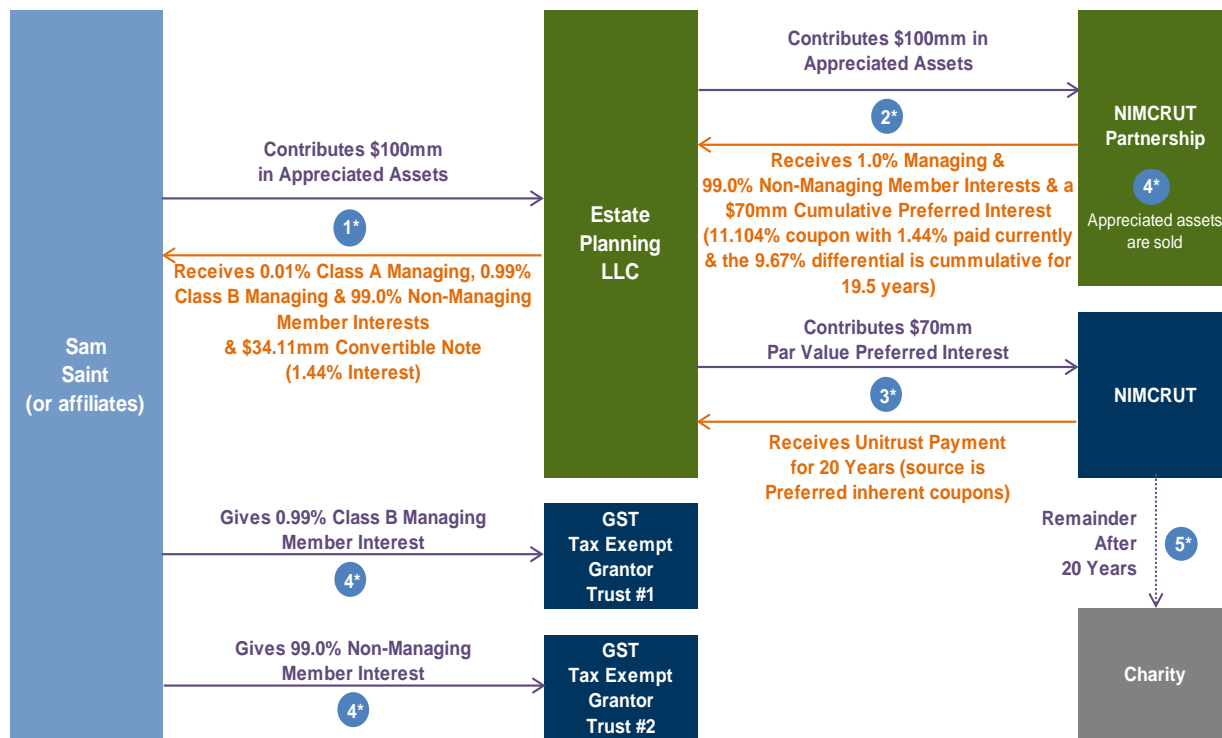 Sam
Saint
(or affiliates)
Contributes $100mm
in Appreciated Assets
1*
Receives 0.01% Class A Managing, 0.99%
Class B Managing & 99.0% Non-Managing
Member Interests
& $34.11mm Convertible Note
(1.44% Interest)
Estate
Planning
LLC
Contributes $100mm in
Appreciated Assets
2*
Receives 1.0% Managing &
99.0% Non-Managing Member Interests & a
$70mm Cumulative Preferred Interest
(11.104% coupon with 1.44% paid currently
& the 9.67% differential is cummulative for
19.5 years)
NIMCRUT
Partnership
4*
Appreciated assets
are sold
Contributes $70mm
Par Value Preferred Interest
3*
Receives Unitrust Payment
for 20 Years (source is
Preferred inherent coupons)
NIMCRUT
Gives 0.99% Class B Managing
Member Interest
4*
GST
Tax Exempt
Grantor
Trust #1
Remainder
After
20 Years
5*
Gives 99.0% Non-Managing
Member Interest
4*
GST
Tax Exempt
Grantor
Trust #2
Charity